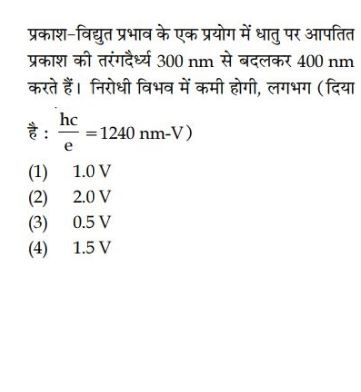 प्रकाश-विद्युत प्रभाव के एक प्रयोग में धातु पर आपतित
प्रकाश की तरंगदैर्ध्य 300 nm से बदलकर 400 nm
करते हैं। निरोधी विभव में कमी होगी, लगभग (दिया
है : hc/e = 1240 nm-V)
(1) 1.0 V
(2) 2.0 V
(3) 0.5 V
(4) 1.5 V